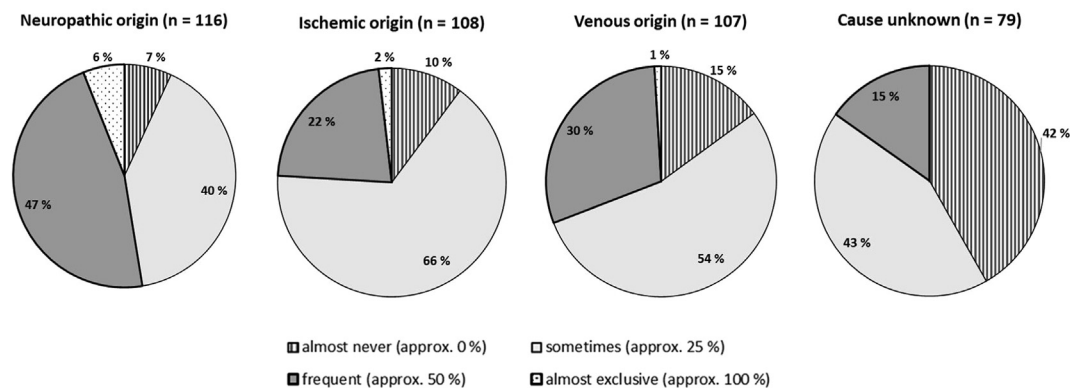 Neuropathic origin (n = 116)
Ischemic origin (n = 108)
Venous origin (n = 107)
Cause unknown (n = 79)
6 %
7 %
40 %
47 %
2 %
10 %
22 %
66 %
1 %
15 %
30 %
54 %
15 %
42 %
43 %
almost never (approx. 0 %)
sometimes (approx. 25 %)
frequent (approx. 50 %)
almost exclusive (approx. 100 %)